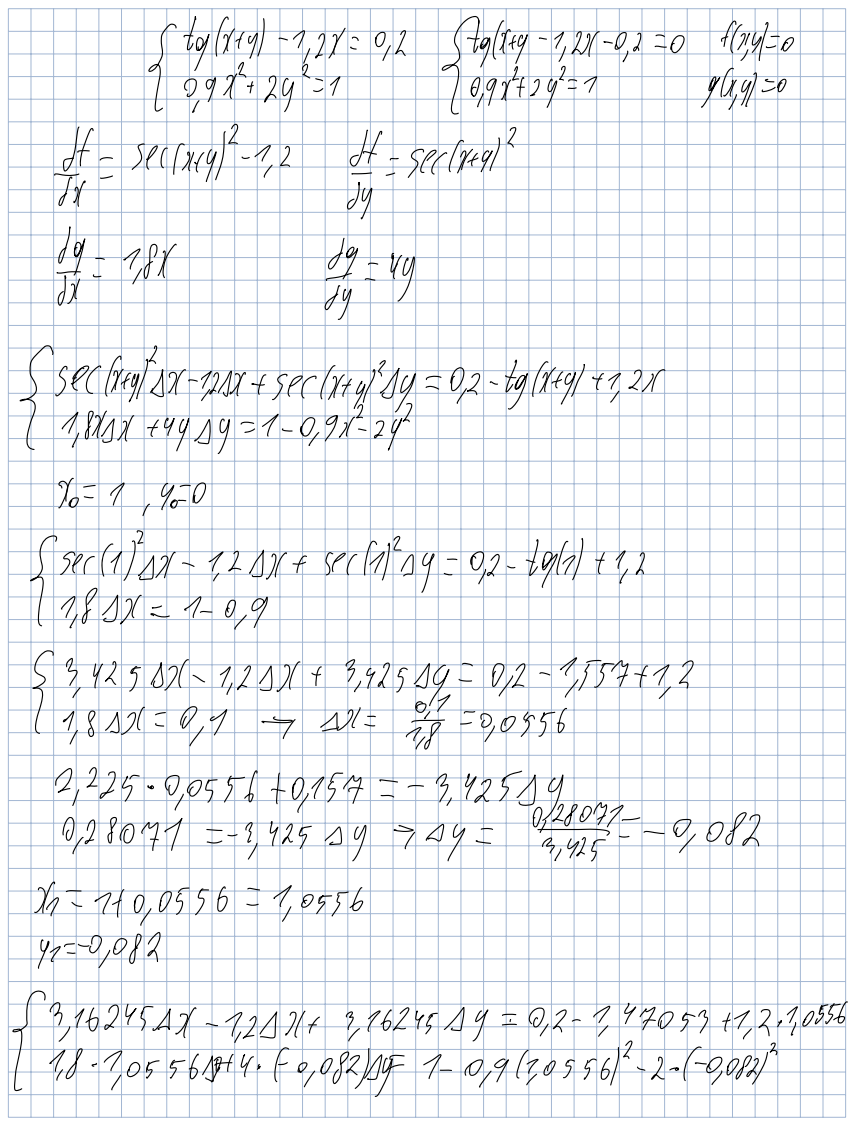 { tg(x+y) - 1,2x = 0,2 { tg(x+y - 1,2x - 0,2 = 0 f(x,y)=0
0,9x² + 2y² = 1 0,9x² + 2y² = 1 g(x,y)=0
df/dx = sec(x+y)² - 1,2 df/dy = sec(x+y)²
dg/dx = 1,8x dg/dy = 4y
{ sec(x+y)²Δx - 1,2Δx + sec(x+y)²Δy = 0,2 - tg(x+y) + 1,2x
1,8xΔx + 4yΔy = 1 - 0,9x² - 2y²
x₀ = 1 , y₀=0
{ sec(1)²Δx - 1,2Δx + sec(1)²Δy = 0,2 - tg(1) + 1,2
1,8Δx = 1 - 0,9
{ 3,425Δx - 1,2Δx + 3,425Δy = 0,2 - 1,557 + 1,2
1,8Δx = 0,1 → Δx = 0,1/1,8 = 0,0556
2,225 · 0,0556 + 0,157 = -3,425Δy
0,28071 = -3,425Δy → Δy = 0,28071/3,425 = -0,082
x₁ = 1+0,0556 = 1,0556
y₁=-0,082
{ 3,16245Δx - 1,2Δx + 3,16245Δy = 0,2 - 1,47053 + 1,2·1,0556
1,8·1,0556Δx+4·(-0,082)Δy= 1 - 0,9(1,0556)² - 2·(-0,082)²